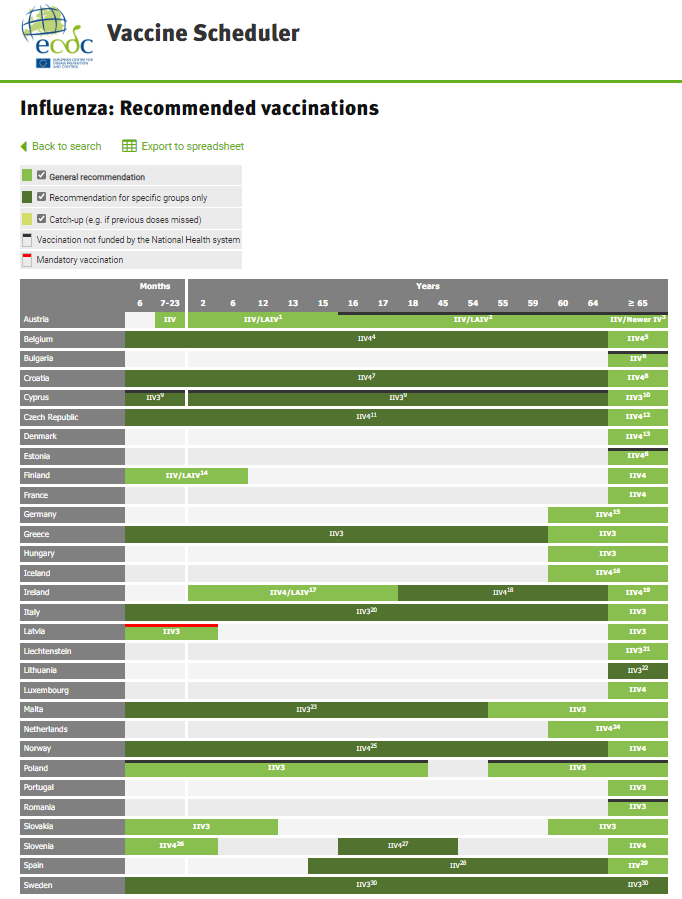 ecdc
EUROPEAN CENTRE FOR
DISEASE PREVENTION
AND CONTROL
Vaccine Scheduler
Influenza: Recommended vaccinations
Back to search Export to spreadsheet
General recommendation
Recommendation for specific groups only
Catch-up (e.g. if previous doses missed)
Vaccination not funded by the National Health system
Mandatory vaccination
Months Years
6 7-23 2 6 12 13 15 16 17 18 45 54 55 59 60 64 ≥ 65
Austria IIV IIV/LAIV1 IIV/LAIV2 IIV/Newer IV3
Belgium IIV44 IIV45
Bulgaria IIV6
Croatia IIV47 IIV48
Cyprus IIV39 IIV39 IIV310
Czech Republic IIV411 IIV412
Denmark IIV413
Estonia IIV48
Finland IIV/LAIV14 IIV4
France IIV4
Germany IIV415
Greece IIV3 IIV3
Hungary IIV3
Iceland IIV416
Ireland IIV4/LAIV17 IIV418 IIV419
Italy IIV320 IIV3
Latvia IIV3 IIV3
Liechtenstein IIV321
Lithuania IIV322
Luxembourg IIV4
Malta IIV323 IIV3
Netherlands IIV424
Norway IIV425 IIV4
Poland IIV3 IIV3
Portugal IIV3
Romania IIV3
Slovakia IIV3 IIV3
Slovenia IIV426 IIV427 IIV4
Spain IIV28 IIV29
Sweden IIV330 IIV330